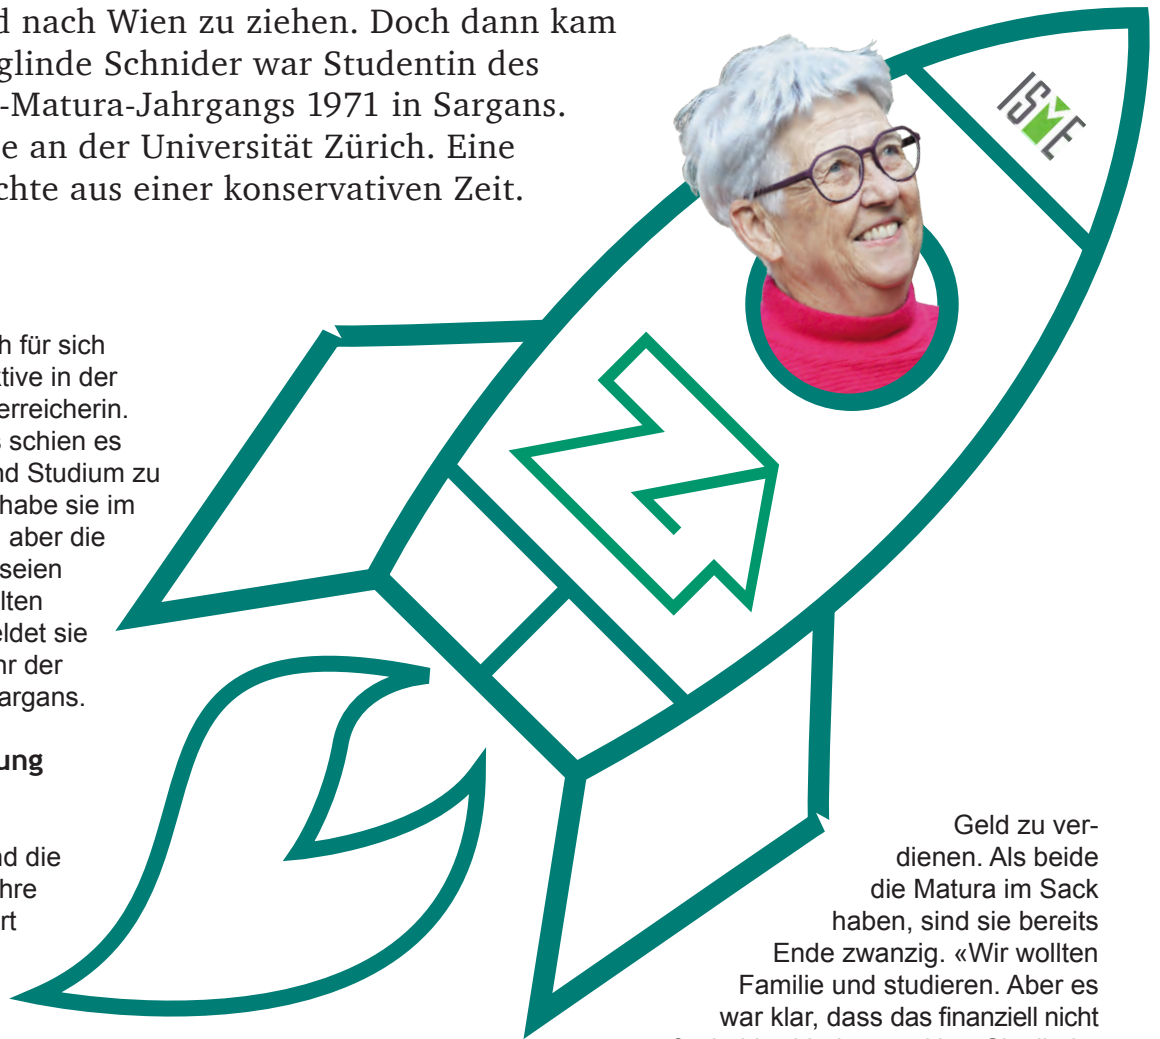 d nach Wien zu ziehen. Doch dann kam
glinde Schnider war Studentin des
-Matura-Jahrgangs 1971 in Sargans.
e an der Universität Zürich. Eine
chte aus einer konservativen Zeit.
ISME
h für sich
ktive in der
erreicherin.
s schien es
nd Studium zu
habe sie im
aber die
seien
lten
eldet sie
hr der
argans.
ung
nd die
hre
rt
Geld zu ver-
dienen. Als beide
die Matura im Sack
haben, sind sie bereits
Ende zwanzig. «Wir wollten
Familie und studieren. Aber es
war klar, dass das finanziell nicht